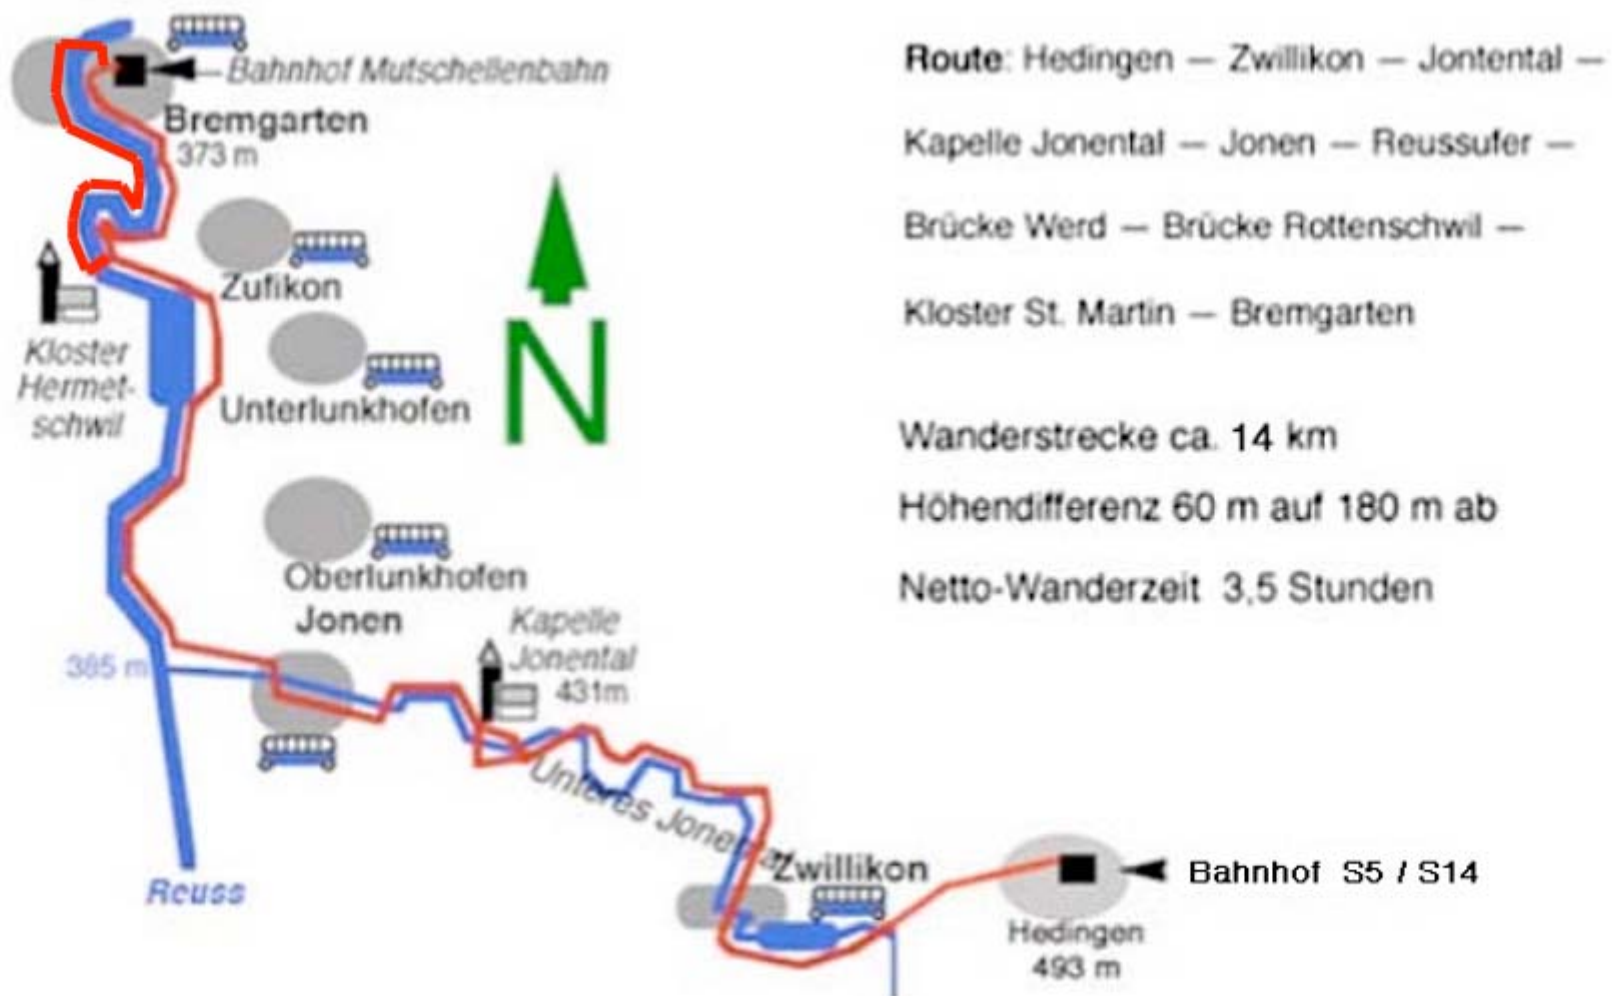 Bahnhof Mutschellenbahn
Bremgarten
373 m
Zufikon
Kloster
Hermet-
schwil
Unterlunkhofen
N
Oberlunkhofen
Jonen
Kapelle
Jonental
431m
385 m
Unteres Jonental
Reuss
Zwillikon
Bahnhof S5 / S14
Hedingen
493 m
Route: Hedingen – Zwillikon – Jontental –
Kapelle Jonental – Jonen – Reussufer –
Brücke Werd – Brücke Rottenschwil –
Kloster St. Martin – Bremgarten
Wanderstrecke ca. 14 km
Höhendifferenz 60 m auf 180 m ab
Netto-Wanderzeit 3,5 Stunden